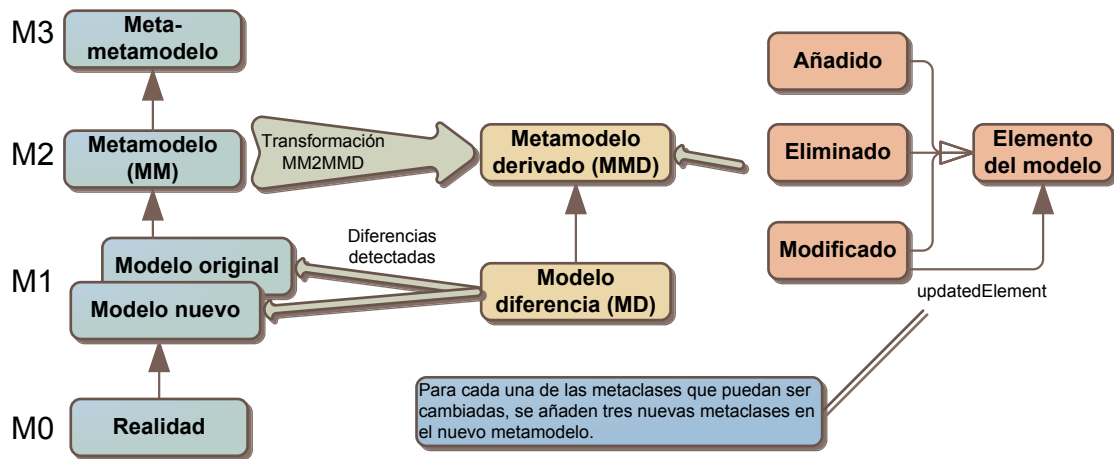 M3
Meta-
metamodelo
M2
Metamodelo
(MM)
Transformación
MM2MMD
Metamodelo
derivado (MMD)
Añadido
Eliminado
Modificado
Elemento
del modelo
updatedElement
M1
Modelo original
Modelo nuevo
Diferencias
detectadas
Modelo
diferencia (MD)
M0
Realidad
Para cada una de las metaclases que puedan ser
cambiadas, se añaden tres nuevas metaclases en
el nuevo metamodelo.